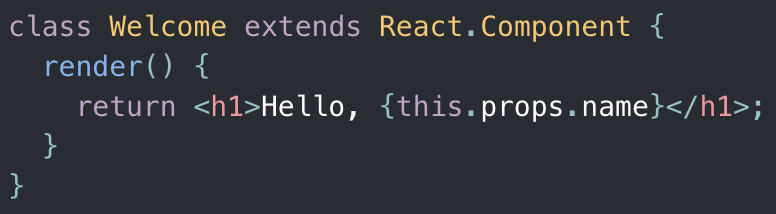 class Welcome extends React.Component {
  render() {
    return <h1>Hello, {this.props.name}</h1>;
  }
}